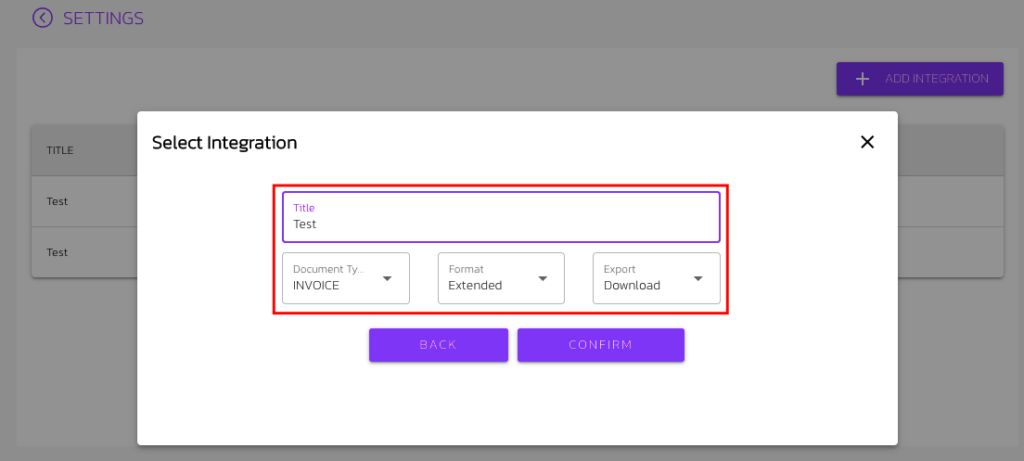 SETTINGS
ADD INTEGRATION
Select Integration
TITLE
Title
Test
Test
Document Ty...
INVOICE
Format
Extended
Export
Download
Test
BACK
CONFIRM